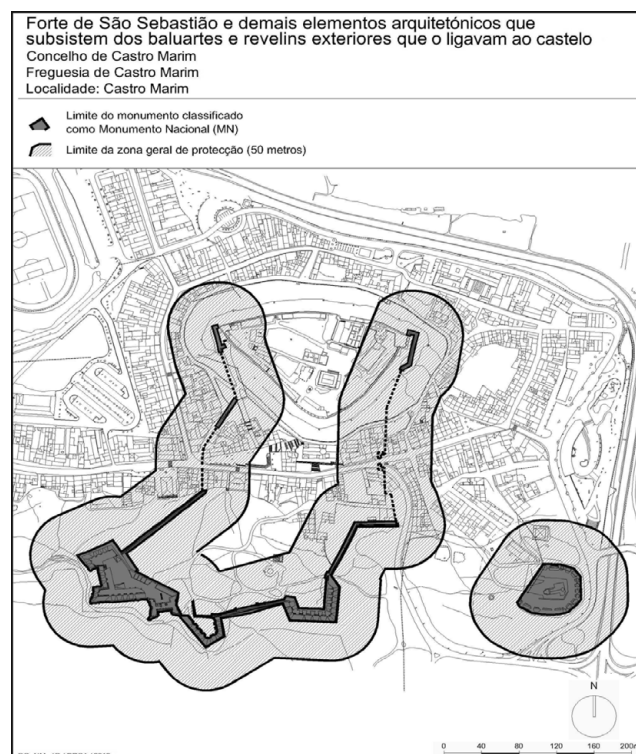 Forte de São Sebastião e demais elementos arquitetónicos que
subsistem dos baluartes e revelins exteriores que o ligavam ao castelo
Concelho de Castro Marim
Freguesia de Castro Marim
Localidade: Castro Marim
Limite do monumento classificado
como Monumento Nacional (MN)
Limite da zona geral de protecção (50 metros)
N
0 40 80 120 160 200